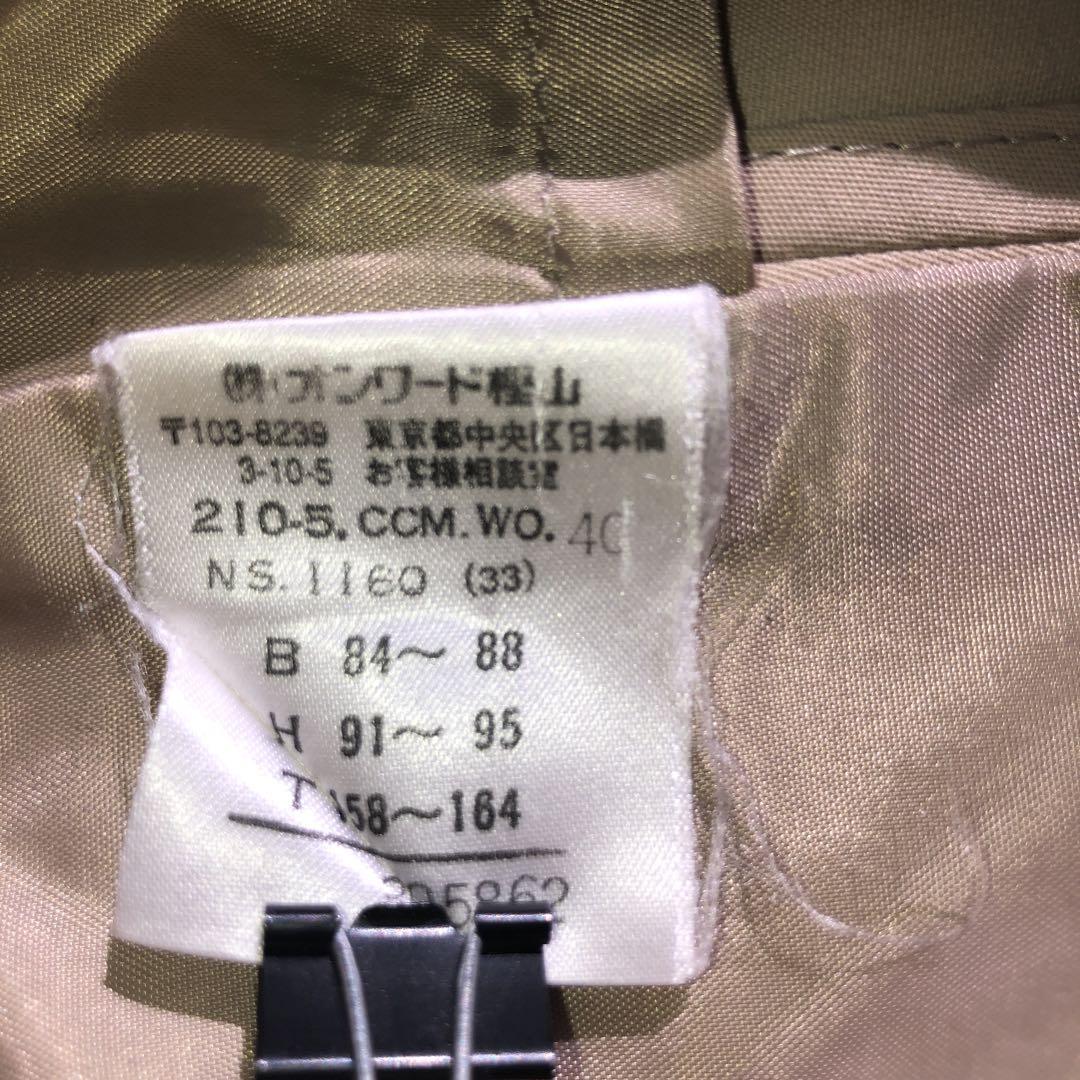 (株)オンワード樫山
〒103-8239 東京都中央区日本橋
3-10-5 お客様相談室
210-5. CCM. WO. 40
NS. 1160 (33)
B 84〜 88
H 91〜 95
T 158〜164
D5862